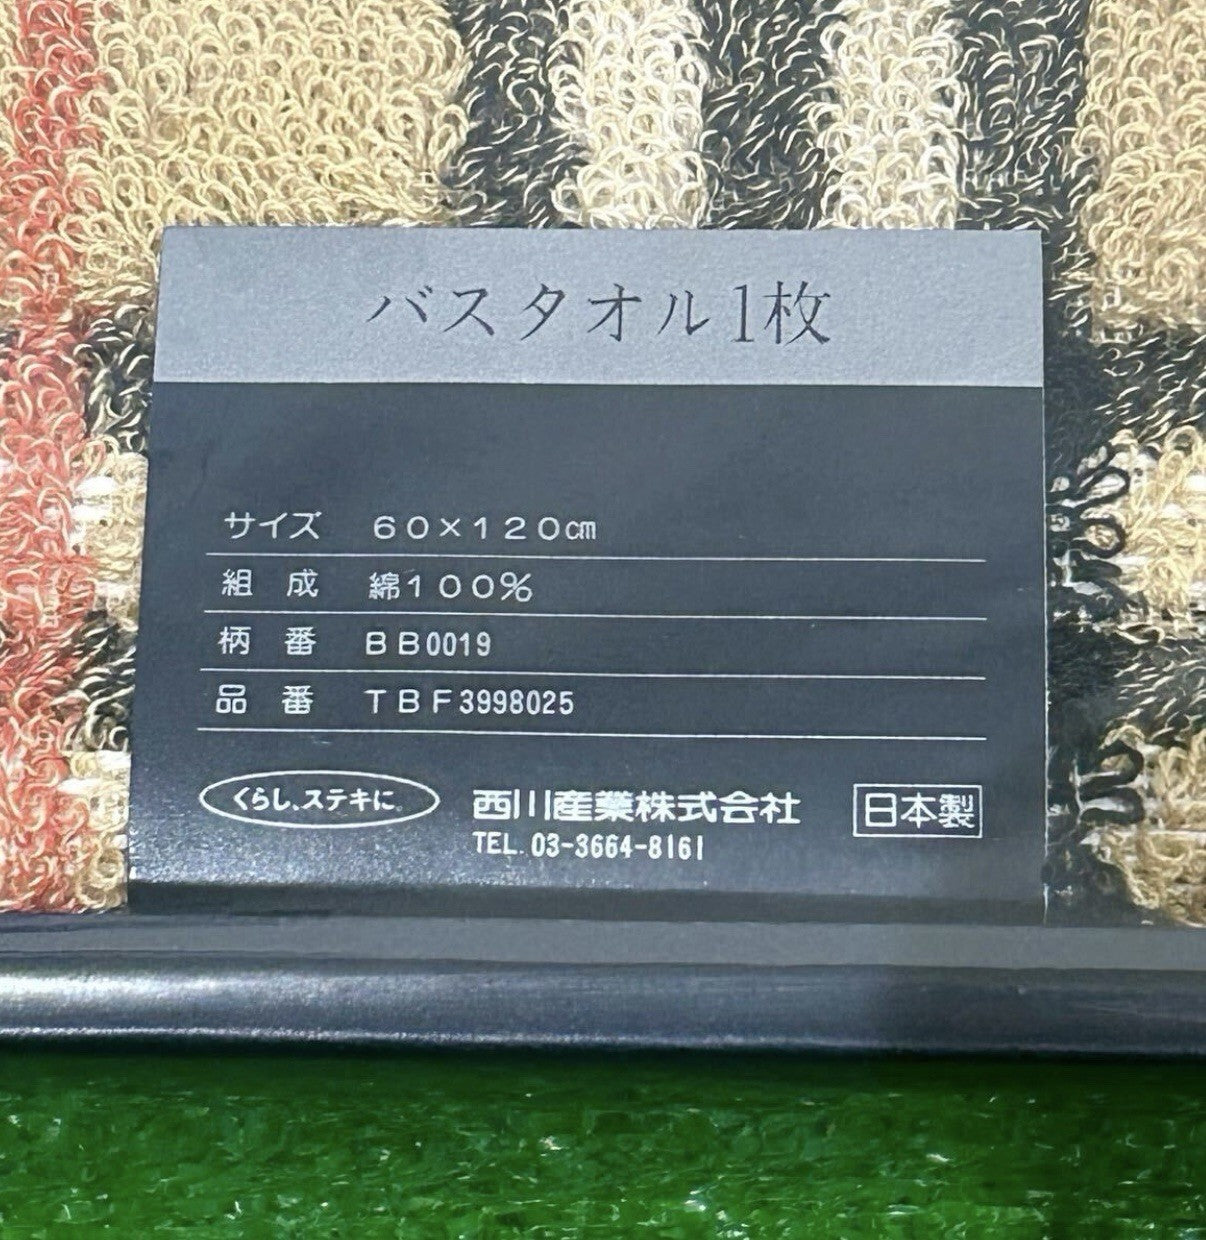 バスタオル1枚
サイズ 60×120㎝
組成 綿100%
柄番 BB0019
品番 TBF3998025
くらし、ステキに。 西川産業株式会社 日本製
TEL. 03-3664-8161